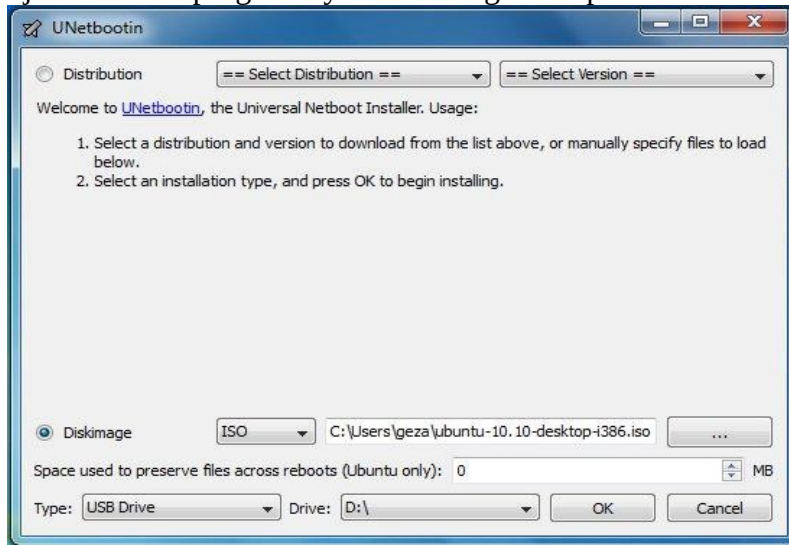 UNetbootin
Distribution == Select Distribution == == Select Version ==
Welcome to UNetbootin, the Universal Netboot Installer. Usage:
1. Select a distribution and version to download from the list above, or manually specify files to load
below.
2. Select an installation type, and press OK to begin installing.
Diskimage ISO C:\Users\geza\ubuntu-10.10-desktop-i386.iso ...
Space used to preserve files across reboots (Ubuntu only): 0 MB
Type: USB Drive Drive: D:\ OK Cancel